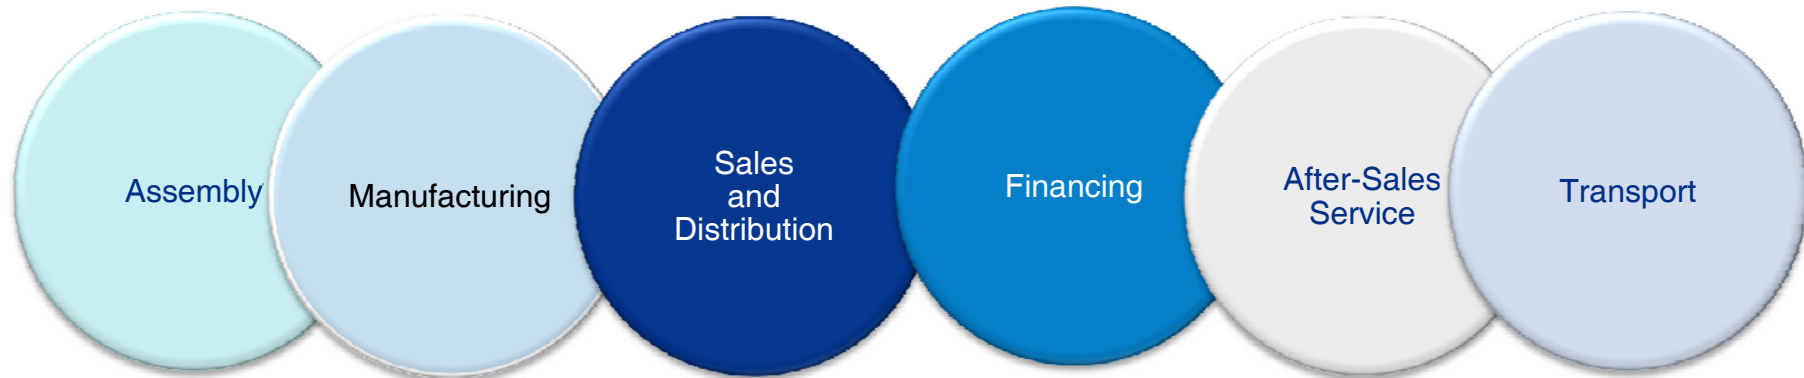 Assembly
Manufacturing
Sales
and
Distribution
Financing
After-Sales
Service
Transport